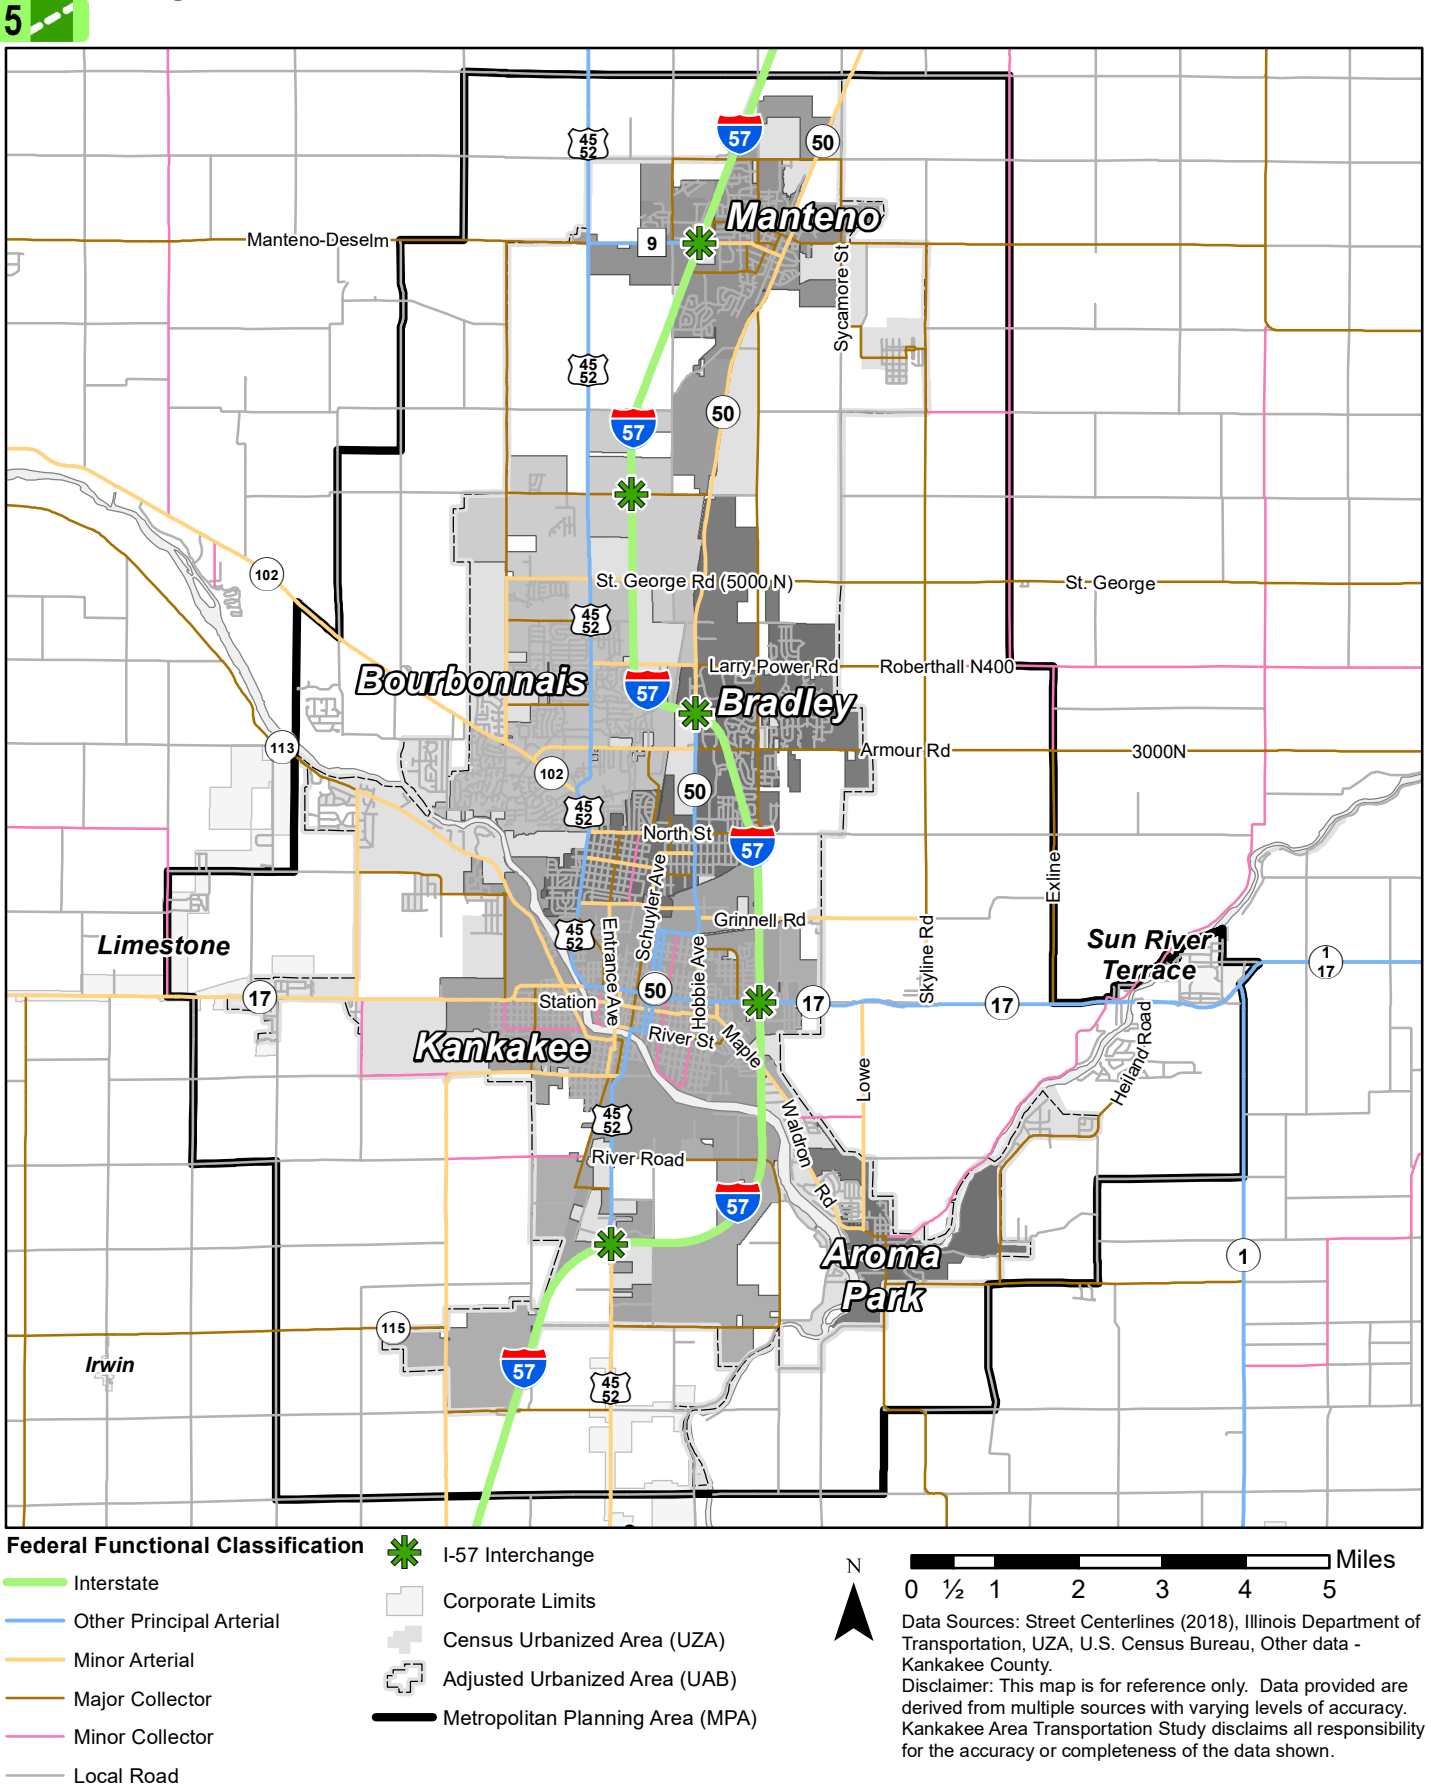 5
57
50
45
52
Manteno
Manteno-Deselm
9
Sycamore St
45
52
50
57
102
St. George Rd (5000 N)
St. George
45
52
Bourbonnais
Larry Power Rd
Roberthall N400
57
Bradley
113
Armour Rd
3000N
102
50
45
52
North St
57
Schuyler Ave
Exline
Grinnell Rd
45
52
Entrance Ave
Hobbie Ave
Skyline Rd
Limestone
Sun River
Terrace
1
17
17
Station
50
17
17
River St
Maple
Kankakee
Lowe
Heiland Road
45
52
Waldron
Rd
River Road
57
Aroma
Park
1
115
Irwin
57
45
52
Federal Functional Classification
Interstate
Other Principal Arterial
Minor Arterial
Major Collector
Minor Collector
Local Road
I-57 Interchange
Corporate Limits
Census Urbanized Area (UZA)
Adjusted Urbanized Area (UAB)
Metropolitan Planning Area (MPA)
N
Miles
0 ½ 1 2 3 4 5
Data Sources: Street Centerlines (2018), Illinois Department of
Transportation, UZA, U.S. Census Bureau, Other data -
Kankakee County.
Disclaimer: This map is for reference only. Data provided are
derived from multiple sources with varying levels of accuracy.
Kankakee Area Transportation Study disclaims all responsibility
for the accuracy or completeness of the data shown.